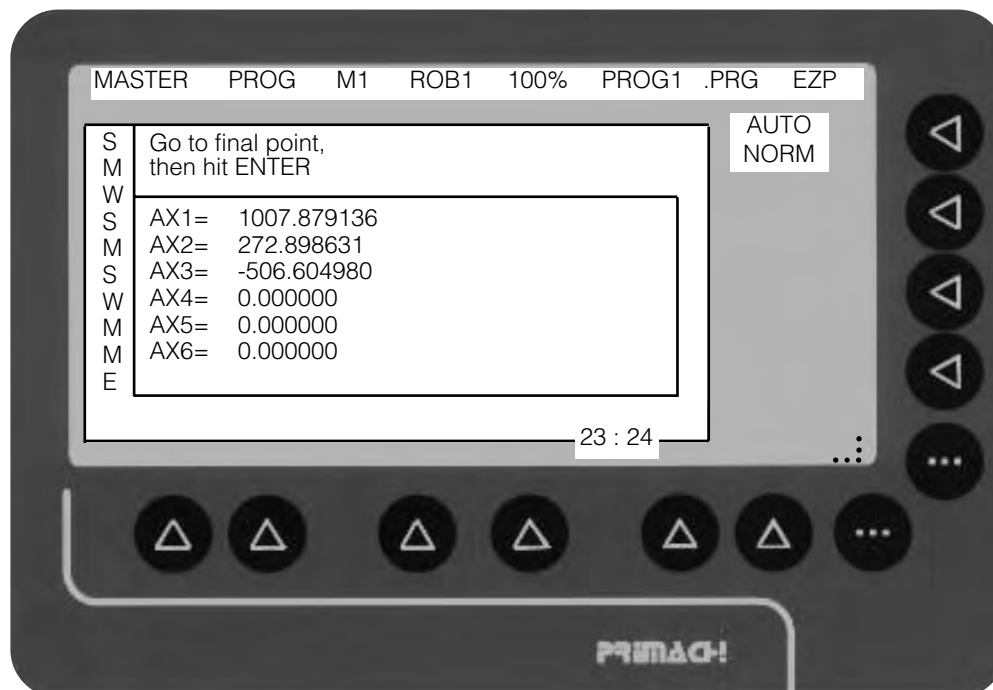 MASTER PROG M1 ROB1 100% PROG1 .PRG EZP
AUTO
NORM
S
M
W
S
M
S
W
M
M
E
Go to final point,
then hit ENTER
AX1= 1007.879136
AX2= 272.898631
AX3= -506.604980
AX4= 0.000000
AX5= 0.000000
AX6= 0.000000
23 : 24